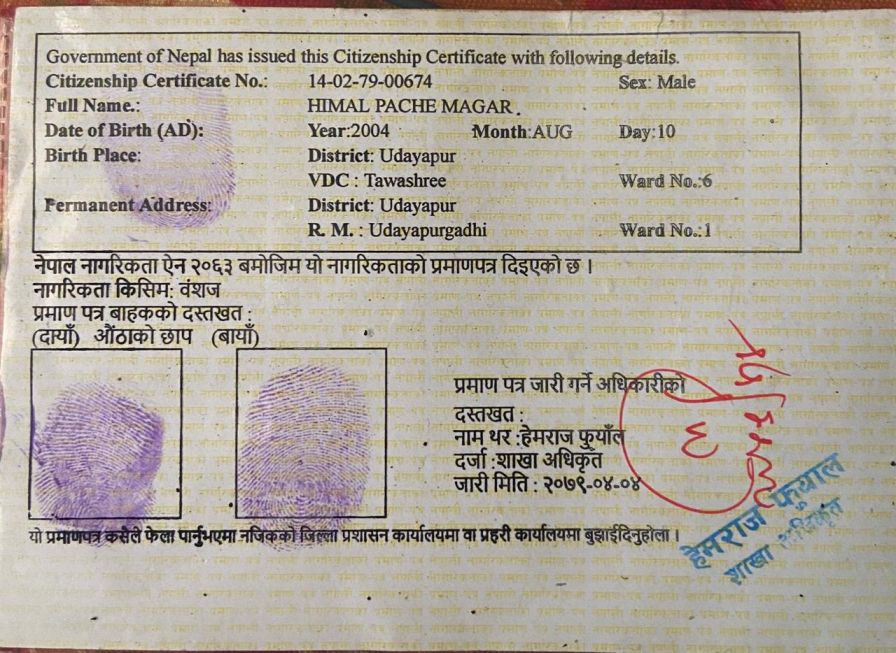 Government of Nepal has issued this Citizenship Certificate with following details.
Citizenship Certificate No.: 14-02-79-00674 Sex: Male
Full Name.: HIMAL PACHE MAGAR.
Date of Birth (AD): Year:2004 Month:AUG Day:10
Birth Place: District: Udayapur
VDC : Tawashree Ward No.:6
Permanent Address: District: Udayapur
R. M. : Udayapurgadhi Ward No.:1
नेपाल नागरिकता ऐन २०६३ बमोजिम यो नागरिकताको प्रमाणपत्र दिइएको छ ।
नागरिकता किसिम: वंशज
प्रमाण पत्र बाहकको दस्तखत :
(दायाँ) औंठाको छाप (बायाँ)
प्रमाण पत्र जारी गर्ने अधिकारीको
दस्तखत :
नाम थर :हेमराज फुयाँल
दर्जा :शाखा अधिकृत
जारी मिति : २०७९-०४-०४
यो प्रमाणपत्र कसैले फेला पार्नुभएमा नजिकको जिल्ला प्रशासन कार्यालयमा वा प्रहरी कार्यालयमा बुझाईदिनुहोला ।
हेमराज फुयाल
शाखा अधिकृत